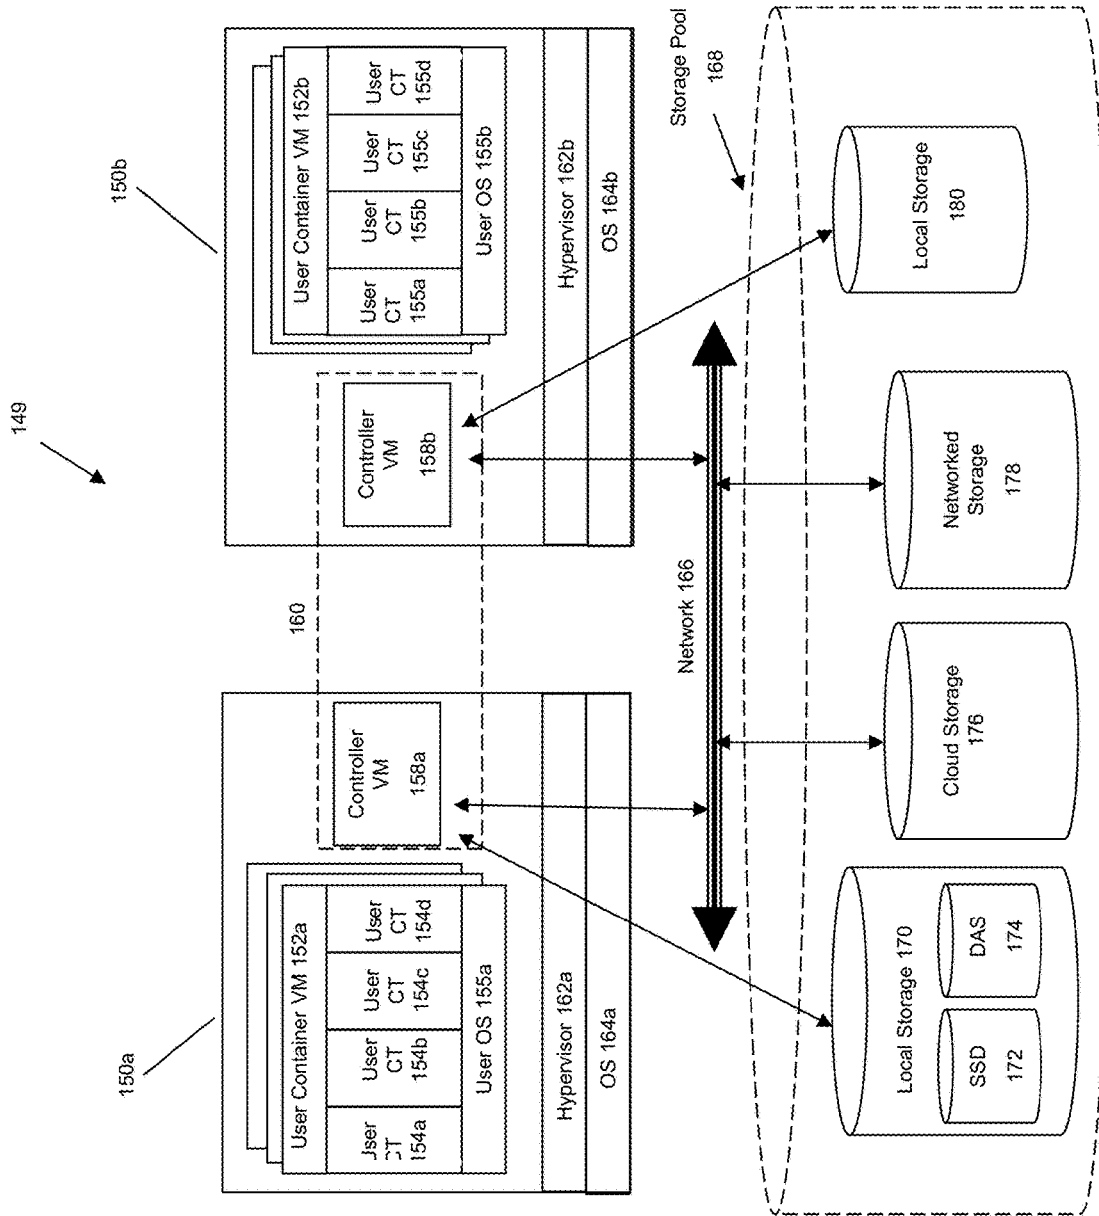 149
150a
150b
User Container VM 152a
User
CT
154b
User
CT
154c
User
CT
154d
154a
User OS 155a
Controller
VM
158a
160
Controller
VM
158b
User Container VM 152b
User
CT
155a
User
CT
155b
User
CT
155c
User
CT
155d
User OS 155b
Hypervisor 162a
OS 164a
Hypervisor 162b
OS 164b
Network 166
Storage Pool
168
Local Storage 170
SSD
172
DAS
174
Cloud Storage
176
Networked
Storage
178
Local Storage
180